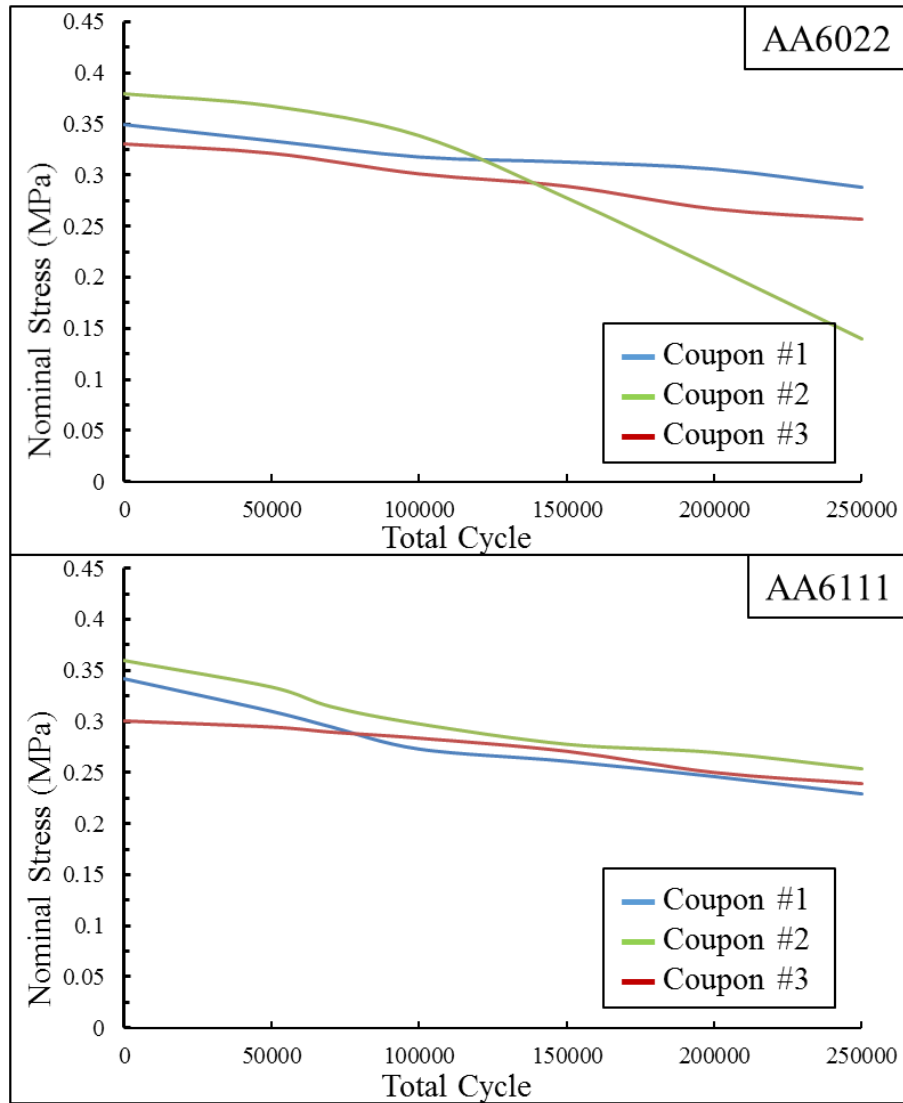 AA6022
0.45
0.4
0.35
0.3
0.25
0.2
0.15
0.1
0.05
0
Nominal Stress (MPa)
Coupon #1
Coupon #2
Coupon #3
0 50000 100000 150000 200000 250000
Total Cycle
AA6111
0.45
0.4
0.35
0.3
0.25
0.2
0.15
0.1
0.05
0
Nominal Stress (MPa)
Coupon #1
Coupon #2
Coupon #3
0 50000 100000 150000 200000 250000
Total Cycle